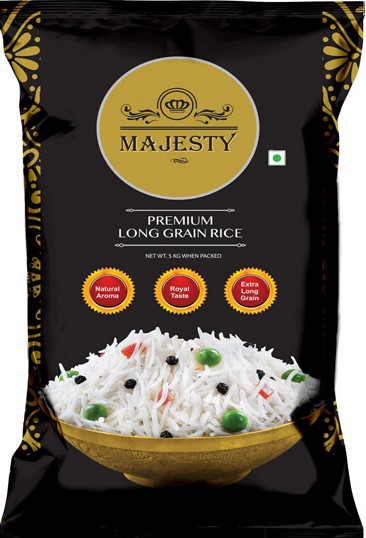 MAJESTY
PREMIUM
LONG GRAIN RICE
NET WT. 5 KG WHEN PACKED
Natural
Aroma
Royal
Taste
Extra
Long
Grain